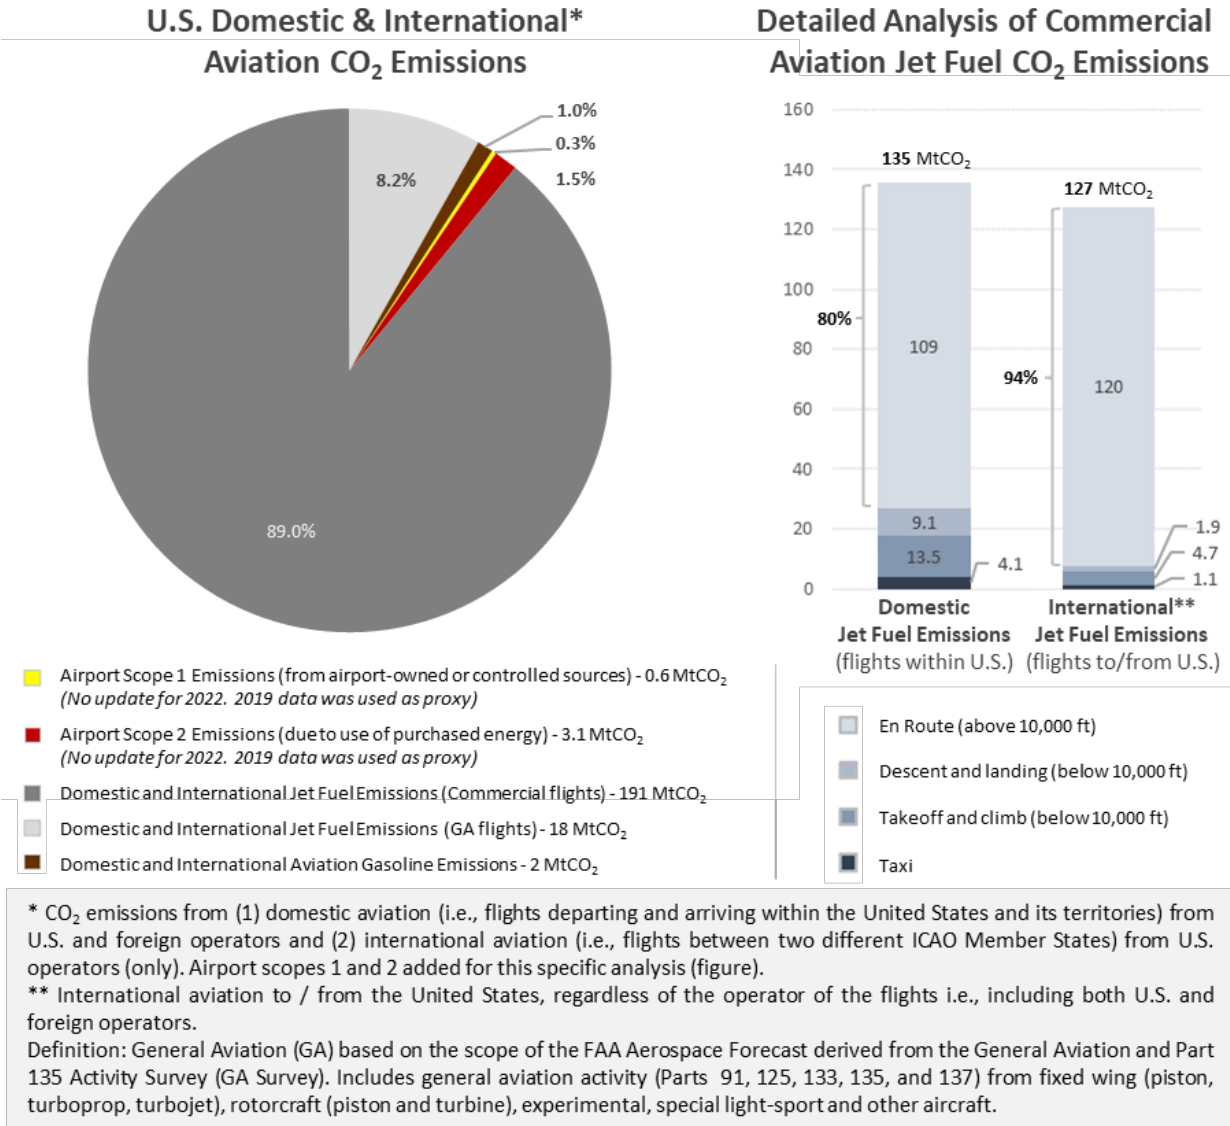 U.S. Domestic & International*
Aviation CO₂ Emissions
1.0%
0.3%
1.5%
8.2%
89.0%
Airport Scope 1 Emissions (from airport-owned or controlled sources) - 0.6 MtCO₂
(No update for 2022. 2019 data was used as proxy)
Airport Scope 2 Emissions (due to use of purchased energy) - 3.1 MtCO₂
(No update for 2022. 2019 data was used as proxy)
Domestic and International Jet Fuel Emissions (Commercial flights) - 191 MtCO₂
Domestic and International Jet Fuel Emissions (GA flights) - 18 MtCO₂
Domestic and International Aviation Gasoline Emissions - 2 MtCO₂
Detailed Analysis of Commercial
Aviation Jet Fuel CO₂ Emissions
160
140
120
100
80
60
40
20
0
135 MtCO₂
127 MtCO₂
80%
94%
109
120
9.1
13.5
4.1
1.9
4.7
1.1
Domestic
Jet Fuel Emissions
(flights within U.S.)
International**
Jet Fuel Emissions
(flights to/from U.S.)
En Route (above 10,000 ft)
Descent and landing (below 10,000 ft)
Takeoff and climb (below 10,000 ft)
Taxi
* CO₂ emissions from (1) domestic aviation (i.e., flights departing and arriving within the United States and its territories) from
U.S. and foreign operators and (2) international aviation (i.e., flights between two different ICAO Member States) from U.S.
operators (only). Airport scopes 1 and 2 added for this specific analysis (figure).
** International aviation to / from the United States, regardless of the operator of the flights i.e., including both U.S. and
foreign operators.
Definition: General Aviation (GA) based on the scope of the FAA Aerospace Forecast derived from the General Aviation and Part
135 Activity Survey (GA Survey). Includes general aviation activity (Parts 91, 125, 133, 135, and 137) from fixed wing (piston,
turboprop, turbojet), rotorcraft (piston and turbine), experimental, special light-sport and other aircraft.